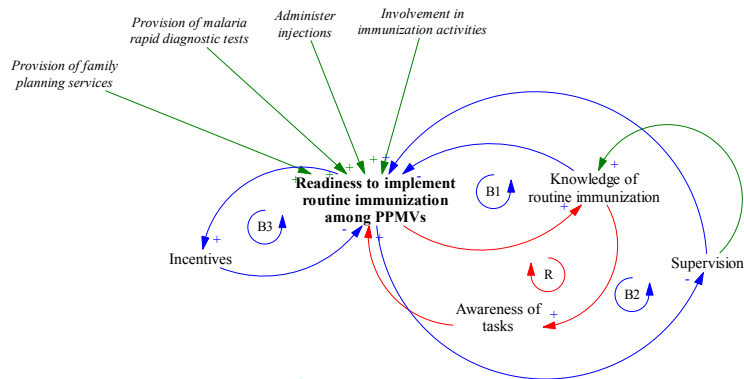 Provision of family
planning services
Provision of malaria
rapid diagnostic tests
Administer
injections
Involvement in
immunization activities
+ + + + + +
Readiness to implement
routine immunization
among PPMVs
-
B1
+
Knowledge of
routine immunization
+
B3
-
+
+
Incentives
R
B2
Supervision
-
Awareness of
tasks
+